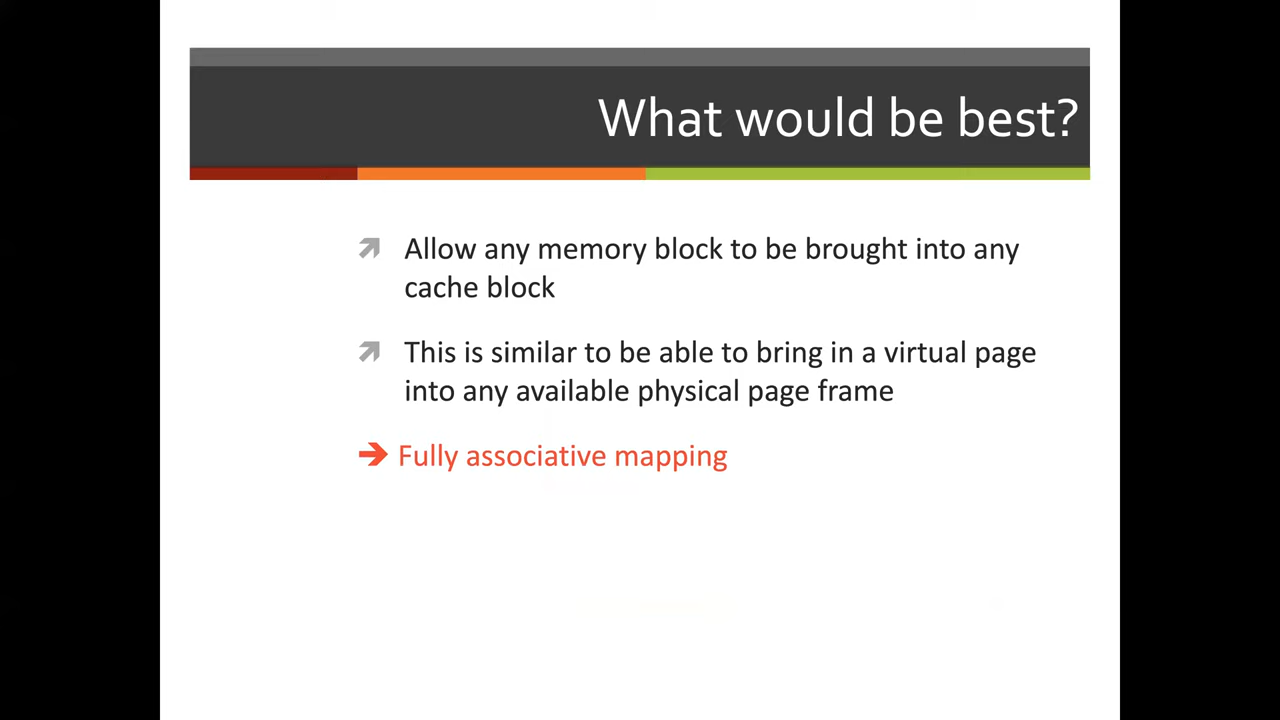 What would be best?
Allow any memory block to be brought into any
cache block
This is similar to be able to bring in a virtual page
into any available physical page frame
Fully associative mapping